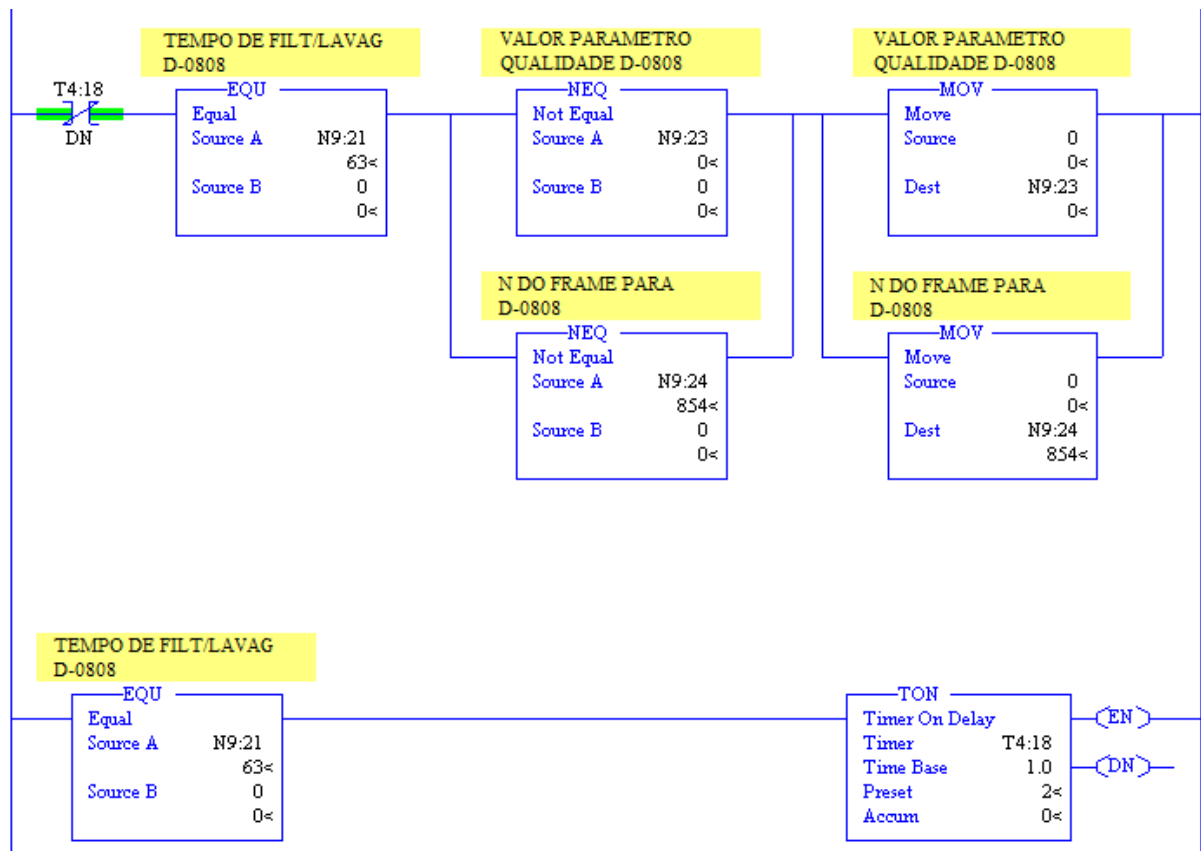 TEMPO DE FILT/LAVAG
D-0808
VALOR PARAMETRO
QUALIDADE D-0808
VALOR PARAMETRO
QUALIDADE D-0808
T4:18
DN
EQU
Equal
Source A N9:21
63<
Source B 0
0<
NEQ
Not Equal
Source A N9:23
0<
Source B 0
0<
MOV
Move
Source 0
0<
Dest N9:23
0<
N DO FRAME PARA
D-0808
NEQ
Not Equal
Source A N9:24
854<
Source B 0
0<
N DO FRAME PARA
D-0808
MOV
Move
Source 0
0<
Dest N9:24
854<
TEMPO DE FILT/LAVAG
D-0808
EQU
Equal
Source A N9:21
63<
Source B 0
0<
TON
Timer On Delay
Timer T4:18
Time Base 1.0
Preset 2<
Accum 0<
EN
DN